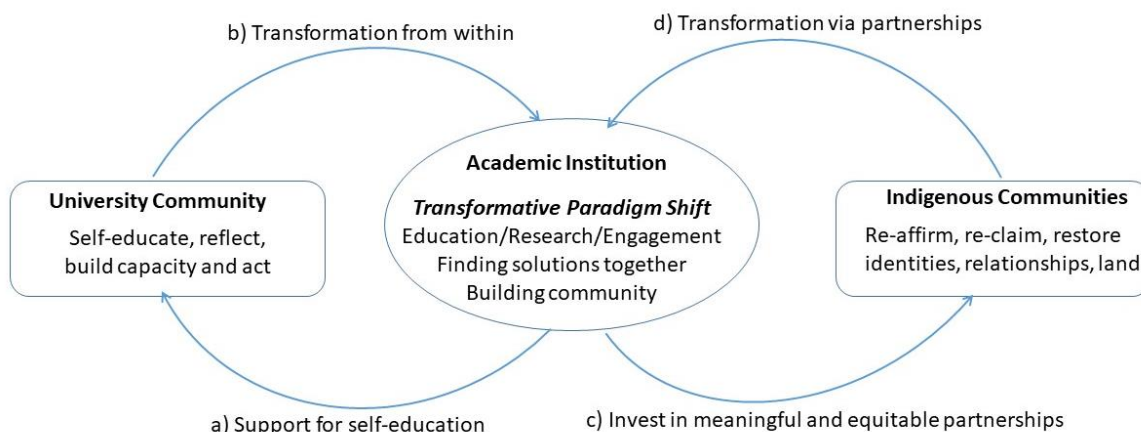 b) Transformation from within
d) Transformation via partnerships
University Community
Self-educate, reflect,
build capacity and act
Academic Institution
Transformative Paradigm Shift
Education/Research/Engagement
Finding solutions together
Building community
Indigenous Communities
Re-affirm, re-claim, restore
identities, relationships, land
a) Support for self-education
c) Invest in meaningful and equitable partnerships